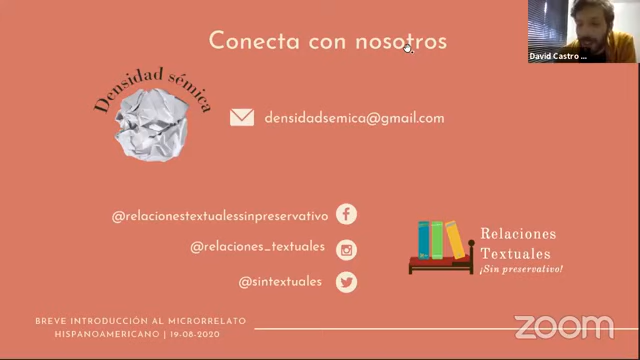 Conecta con nosotros
David Castro ...
Densidad sémica
densidadsemica@gmail.com
@relacionestextualessinpreservativo
@relaciones_textuales
@sintextuales
Relaciones
Textuales
¡Sin preservativo!
BREVE INTRODUCCIÓN AL MICRORRELATO
HISPANOAMERICANO | 19-08-2020
zoom